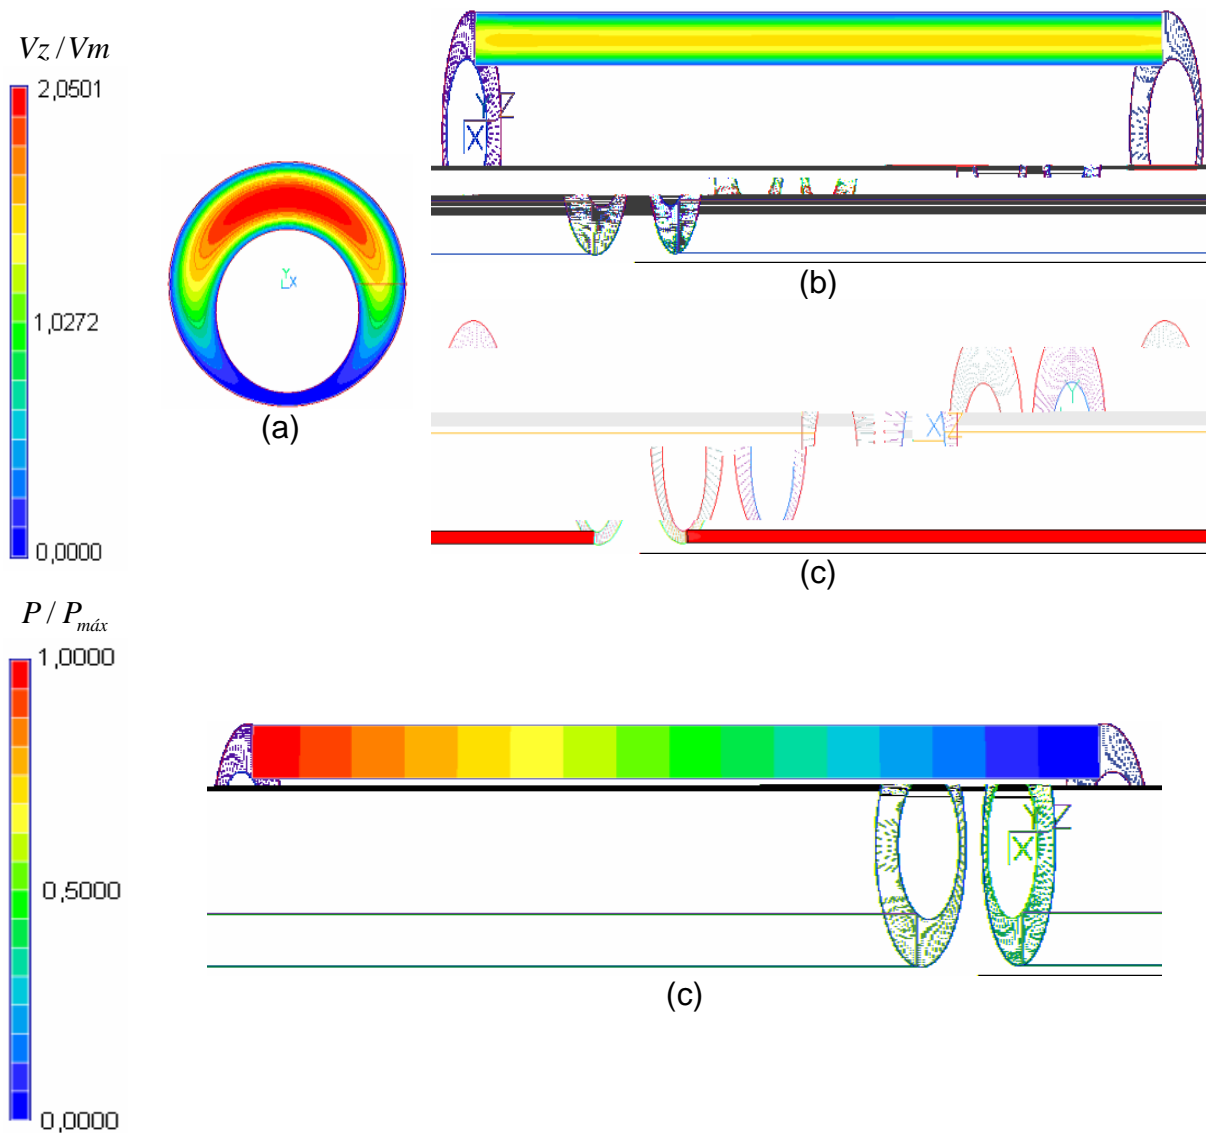 Vz / Vm
2,0501
1,0272
0,0000
Y
X
(a)
Y Z
X
(b)
Y
X
Z
(c)
P / Pmáx
1,0000
0,5000
0,0000
Y Z
X
(c)